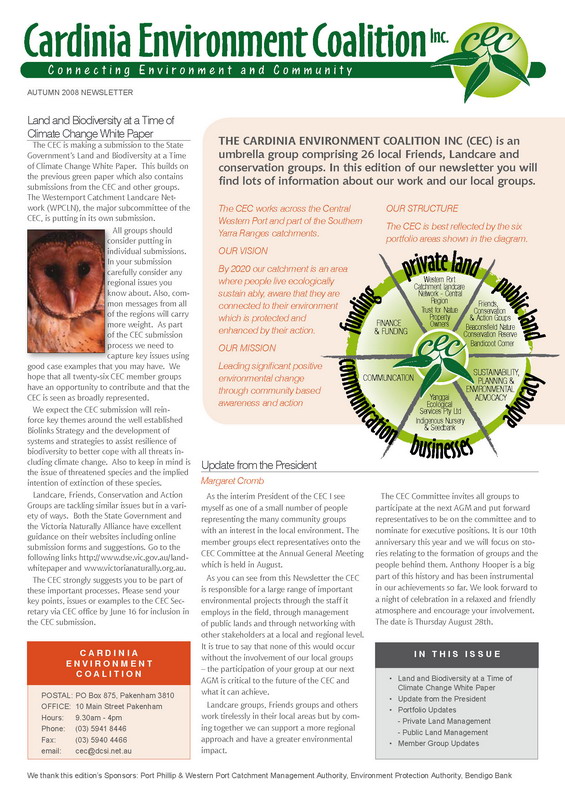 Cardinia Environment Coalition Inc.
cec
Connecting Environment and Community
AUTUMN 2008 NEWSLETTER
Land and Biodiversity at a Time of
Climate Change White Paper
The CEC is making a submission to the State
Government's Land and Biodiversity at a Time
of Climate Change White Paper. This builds on
the previous green paper which also contains
submissions from the CEC and other groups.
The Westernport Catchment Landcare Net-
work (WPCLN), the major subcommittee of the
CEC, is putting in its own submission.
All groups should
consider putting in
individual submissions.
In your submission
carefully consider any
regional issues you
know about. Also, com-
mon messages from all
of the regions will carry
more weight. As part
of the CEC submission
process we need to
capture key issues using
good case examples that you may have. We
hope that all twenty-six CEC member groups
have an opportunity to contribute and that the
CEC is seen as broadly represented.
We expect the CEC submission will rein-
force key themes around the well established
Biolinks Strategy and the development of
systems and strategies to assist resilience of
biodiversity to better cope with all threats in-
cluding climate change. Also to keep in mind is
the issue of threatened species and the implied
intention of extinction of these species.
Landcare, Friends, Conservation and Action
Groups are tackling similar issues but in a vari-
ety of ways. Both the State Government and
the Victoria Naturally Alliance have excellent
guidance on their websites including online
submission forms and suggestions. Go to the
following links http://www.dse.vic.gov.au/land-
whitepaper and www.victorianaturally.org.au.
The CEC strongly suggests you to be part of
these important processes. Please send your
key points, issues or examples to the CEC Sec-
retary via CEC office by June 16 for inclusion in
the CEC submission.
CARDINIA
ENVIRONMENT
COALITION
POSTAL: PO Box 875, Pakenham 3810
OFFICE: 10 Main Street Pakenham
Hours: 9.30am - 4pm
Phone: (03) 5941 8446
Fax: (03) 5940 4466
email: cec@dcsi.net.au
THE CARDINIA ENVIRONMENT COALITION INC (CEC) is an
umbrella group comprising 26 local Friends, Landcare and
conservation groups. In this edition of our newsletter you will
find lots of information about our work and our local groups.
The CEC works across the Central
Western Port and part of the Southern
Yarra Ranges catchments.
OUR VISION
By 2020 our catchment is an area
where people live ecologically
sustain ably, aware that they are
connected to their environment
which is protected and
enhanced by their action.
OUR MISSION
Leading significant positive
environmental change
through community based
awareness and action
OUR STRUCTURE
The CEC is best reflected by the six
portfolio areas shown in the diagram.
private land
public land
advocacy
businesses
communication
funding
Western Port
Catchment Landcare
Network - Central
Region
Trust for Nature
Property
Owners
Friends,
Conservation
& Action Goups
Beaconsfield Nature
Conservation Reserve
Bandicoot Corner
SUSTAINABILITY,
PLANNING &
ENVIRONMENTAL
ADVOCACY
Yanggai
Ecological
Services Pty Ltd
Indigenous Nursery
& Seedbank
COMMUNICATION
FINANCE
& FUNDING
cec
Update from the President
Margaret Cromb
As the interim President of the CEC I see
myself as one of a small number of people
representing the many community groups
with an interest in the local environment. The
member groups elect representatives onto the
CEC Committee at the Annual General Meeting
which is held in August.
As you can see from this Newsletter the CEC
is responsible for a large range of important
environmental projects through the staff it
employs in the field, through management
of public lands and through networking with
other stakeholders at a local and regional level.
It is true to say that none of this would occur
without the involvement of our local groups
– the participation of your group at our next
AGM is critical to the future of the CEC and
what it can achieve.
Landcare groups, Friends groups and others
work tirelessly in their local areas but by com-
ing together we can support a more regional
approach and have a greater environmental
impact.
The CEC Committee invites all groups to
participate at the next AGM and put forward
representatives to be on the committee and to
nominate for executive positions. It is our 10th
anniversary this year and we will focus on sto-
ries relating to the formation of groups and the
people behind them. Anthony Hooper is a big
part of this history and has been instrumental
in our achievements so far. We look forward to
a night of celebration in a relaxed and friendly
atmosphere and encourage your involvement.
The date is Thursday August 28th.
IN THIS ISSUE
• Land and Biodiversity at a Time of
Climate Change White Paper
• Update from the President
• Portfolio Updates
- Private Land Management
- Public Land Management
• Member Group Updates
We thank this edition's Sponsors: Port Phillip & Western Port Catchment Management Authority, Environment Protection Authority, Bendigo Bank